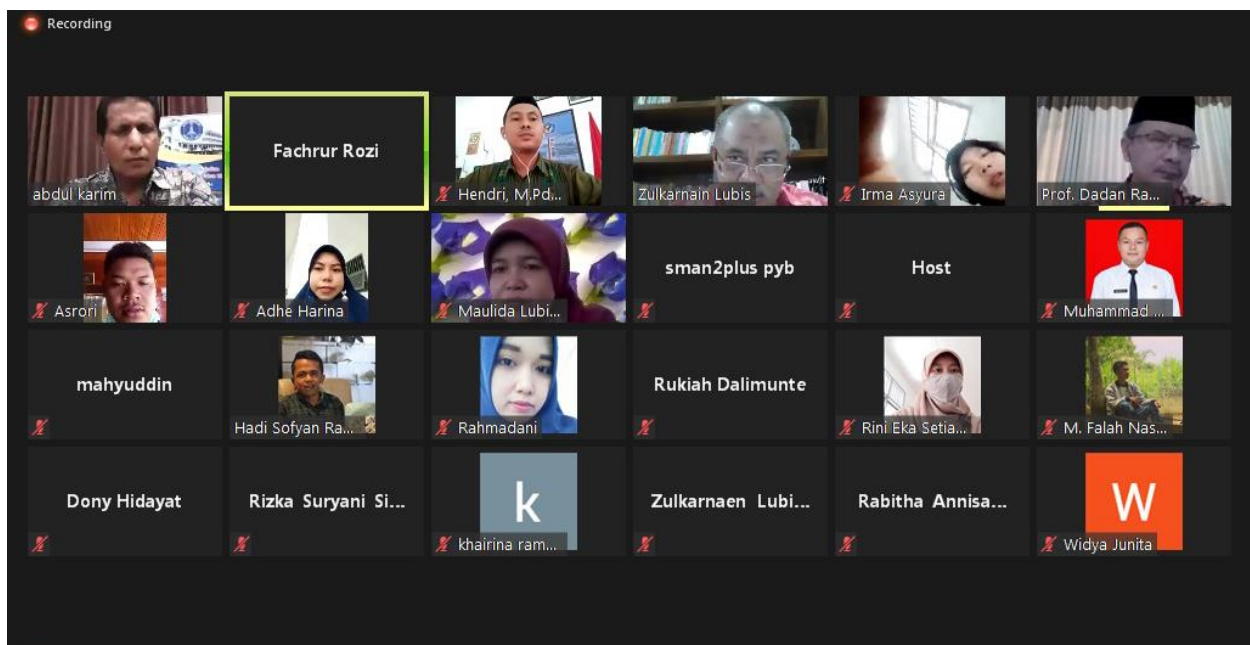 Recording
abdul karim
Fachrur Rozi
Hendri, M.Pd...
Zulkarnain Lubis
Irma Asyura
Prof. Dadan Ra...
Asrori
Adhe Harina
Maulida Lubi...
sman2plus pyb
Host
Muhammad ...
mahyuddin
Hadi Sofyan Ra...
Rahmadani
Rukiah Dalimunte
Rini Eka Setia...
M. Falah Nas...
Dony Hidayat
Rizka Suryani Si...
k
khairina ram...
Zulkarnaen Lubi...
Rabitha Annisa...
W
Widya Junita